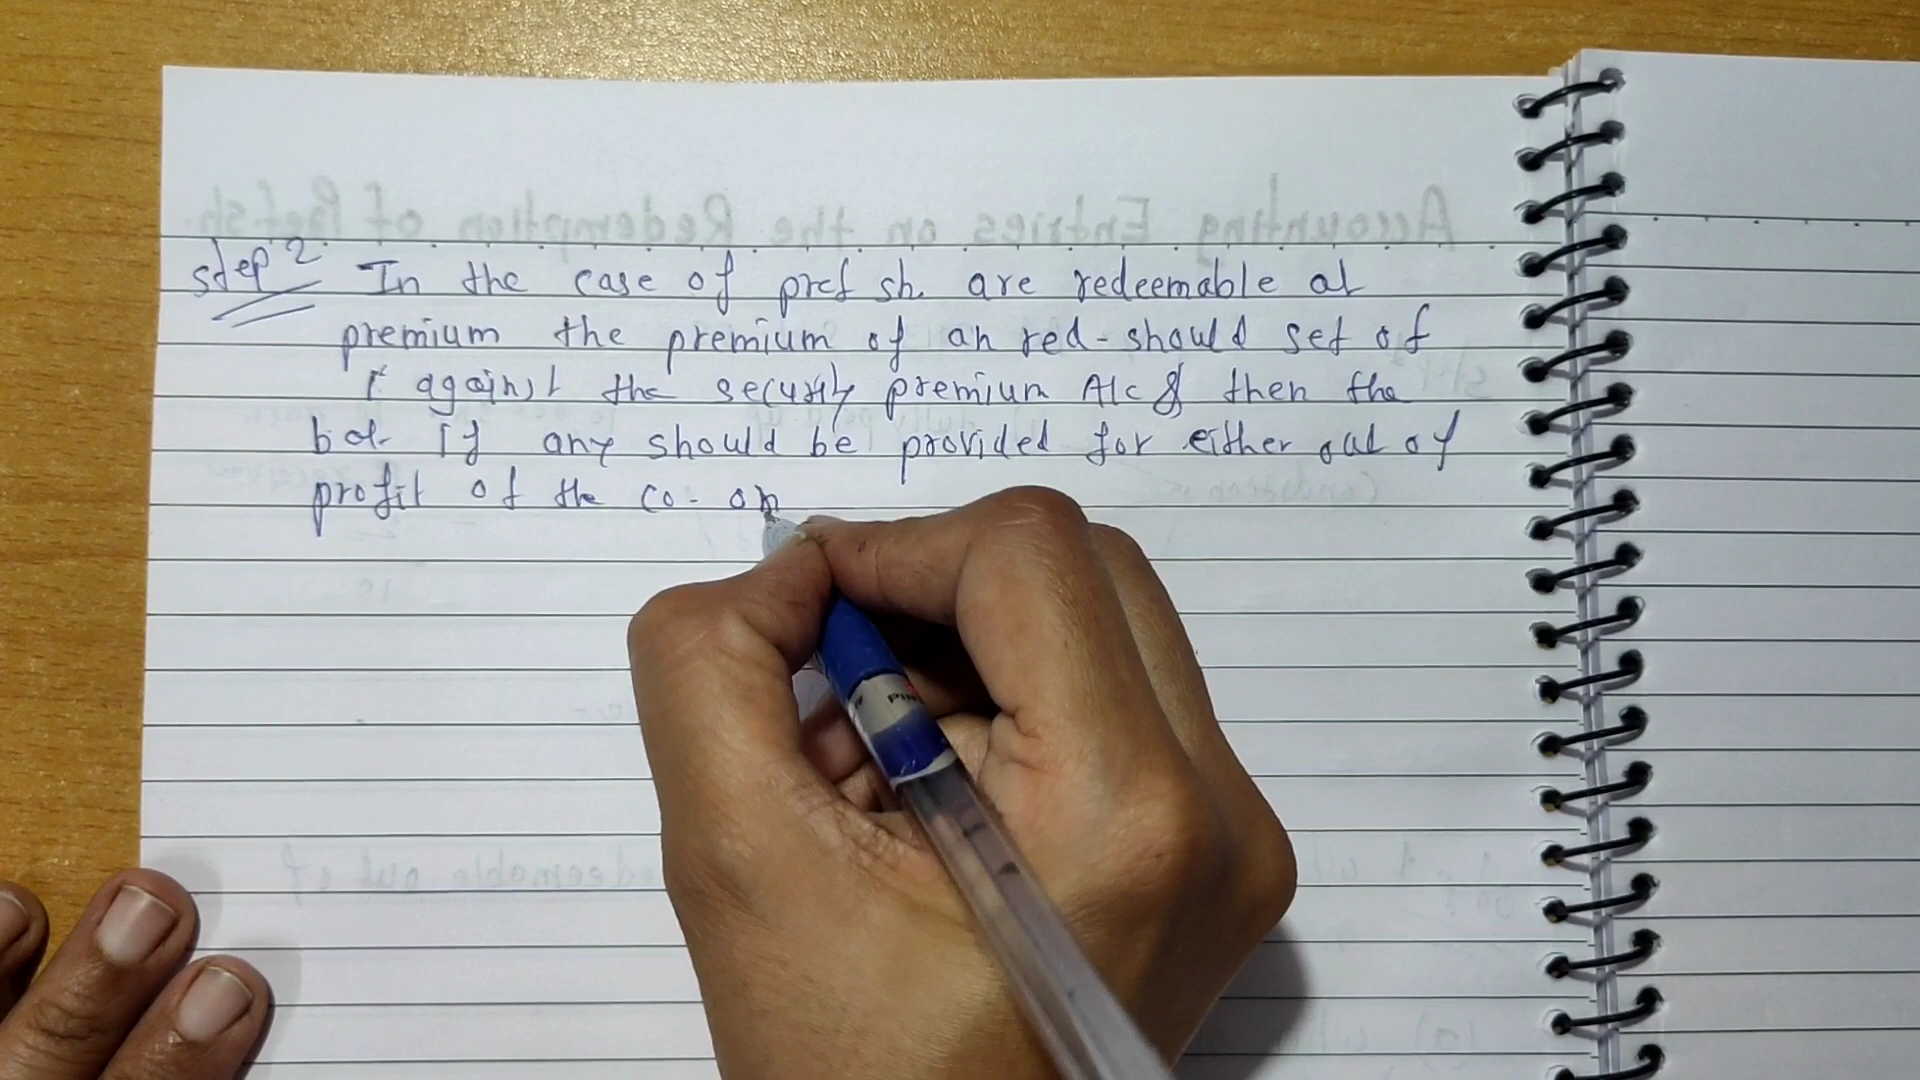 step 2 In the case of pref sh. are redeemable at
premium the premium of an red- should set of
against the security premium A/c & then the
bal. If any should be provided for either out of
profit of the co- on